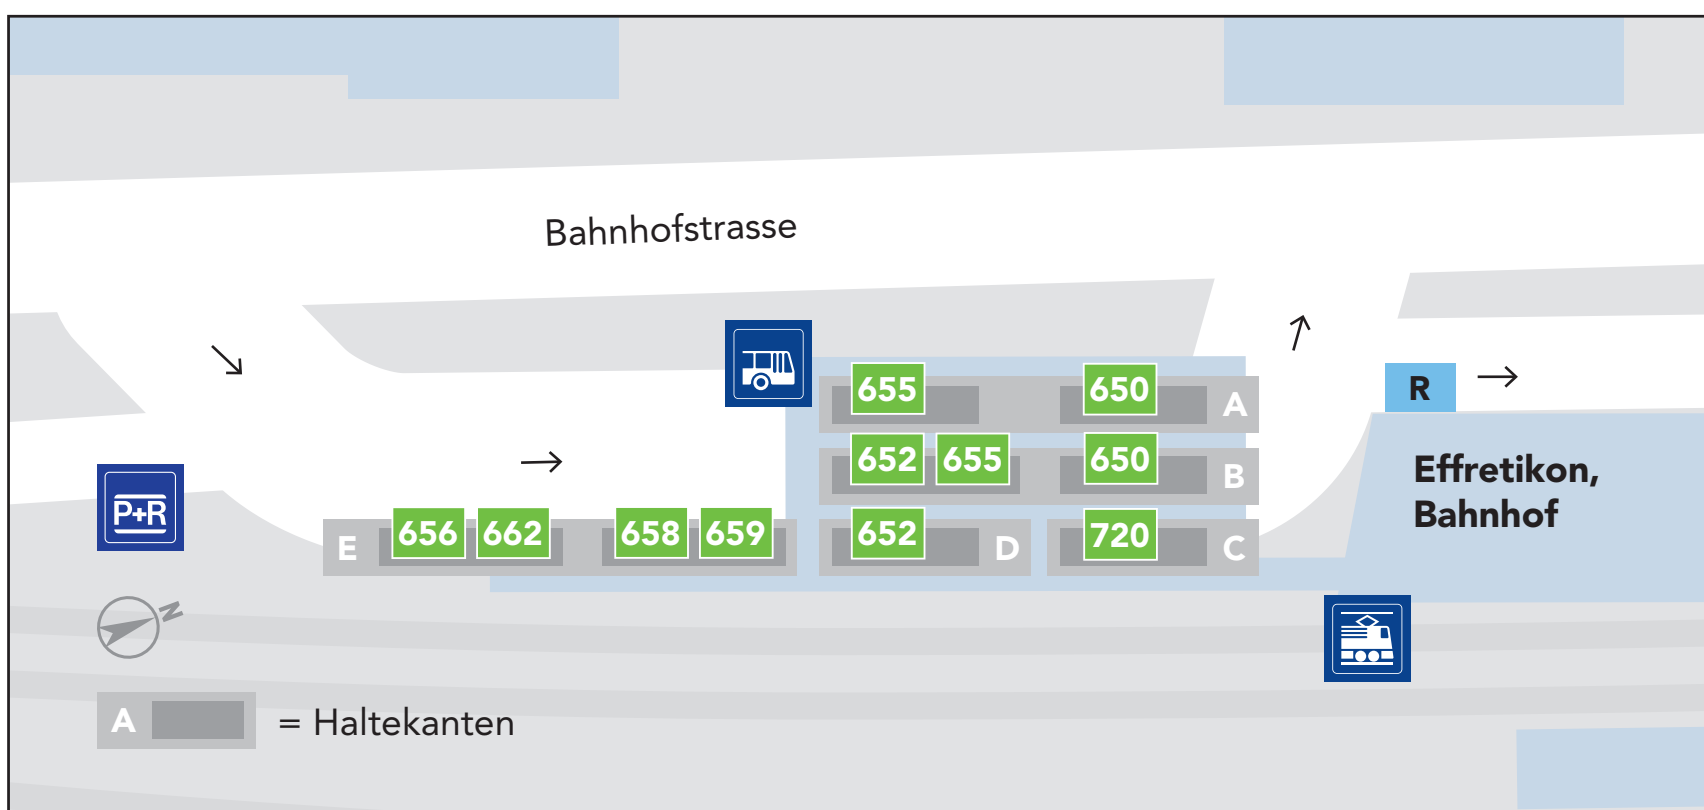 Bahnhofstrasse
655 650 A
R
652 655 650 B
Effretikon,
Bahnhof
P+R
E 656 662 658 659 652 D 720 C
N
A = Haltekanten